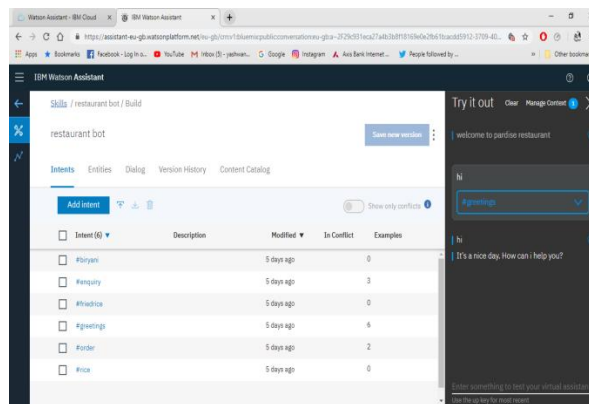 Watson Assistant - IBM Cloud
IBM Watson Assistant
Apps
Bookmarks
Facebook - Log In o...
YouTube
Inbox (5) - jashwan...
Google
Instagram
Axis Bank Internet...
People followed by ...
Other bookmar
IBM Watson Assistant
Skills / restaurant bot / Build
restaurant bot
Save new version
Intents Entities Dialog Version History Content Catalog
Add intent
Show only conflicts
Intent (6) ▼ Description Modified ▼ In Conflict Examples
#biryani 5 days ago 0
#enquiry 5 days ago 3
#friedrice 5 days ago 0
#greetings 5 days ago 6
#order 5 days ago 2
#rice 5 days ago 0
Try it out Clear Manage Context 1
welcome to pardise restaurant
hi
#greetings
hi
It's a nice day. How can i help you?
Enter something to test your virtual assistan
Use the up key for most recent